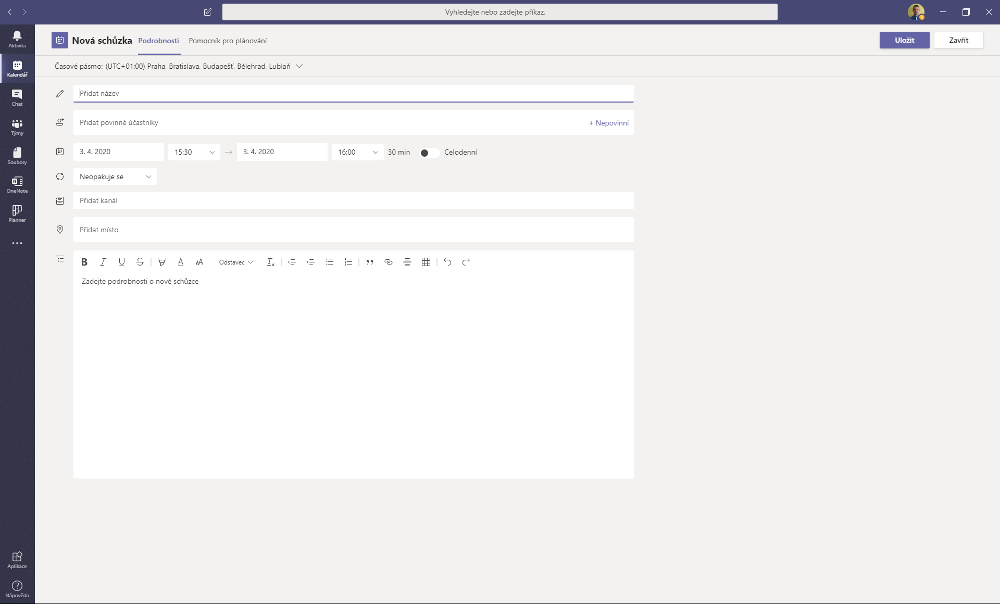 Vyhledejte nebo zadejte příkaz.
Aktivita
Kalendář
Chat
Týmy
Soubory
OneNote
Planner
Aplikace
Nápověda
Nová schůzka Podrobnosti Pomocník pro plánování Uložit Zavřít
Časové pásmo: (UTC+01:00) Praha, Bratislava, Budapešť, Bělehrad, Lublaň
Přidat název
Přidat povinné účastníky + Nepovinní
3. 4. 2020 15:30 3. 4. 2020 16:00 30 min Celodenní
Neopakuje se
Přidat kanál
Přidat místo
Odstavec
Zadejte podrobnosti o nové schůzce